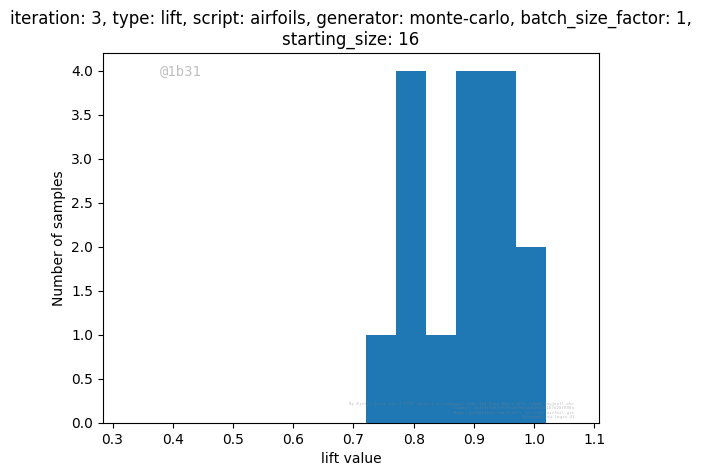 iteration: 3, type: lift, script: airfoils, generator: monte-carlo, batch_size_factor: 1,
starting_size: 16
@1b31
4.0
3.5
3.0
2.5
2.0
1.5
1.0
0.5
0.0
Number of samples
0.3 0.4 0.5 0.6 0.7 0.8 0.9 1.0 1.1
lift value